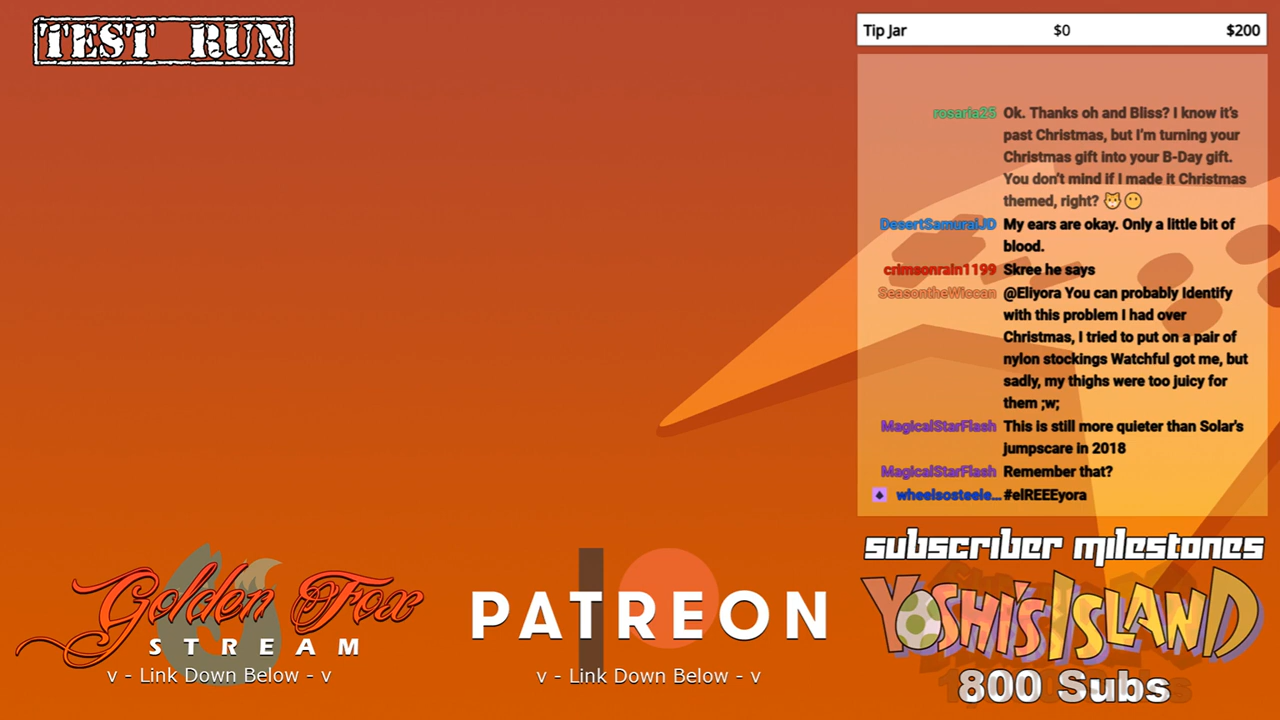 TEST RUN
Tip Jar $0 $200
rosaria25 Ok. Thanks oh and Bliss? I know it's
past Christmas, but I'm turning your
Christmas gift into your B-Day gift.
You don't mind if I made it Christmas
themed, right? 🐱😶
DesertSamuraiJD My ears are okay. Only a little bit of
blood.
crimsonrain1199 Skree he says
SeasontheWiccan @Eliyora You can probably Identify
with this problem I had over
Christmas, I tried to put on a pair of
nylon stockings Watchful got me, but
sadly, my thighs were too juicy for
them ;w;
MagicalStarFlash This is still more quieter than Solar's
jumpscare in 2018
MagicalStarFlash Remember that?
wheelsosteele... #elREEEyora
Golden Fox
STREAM
v - Link Down Below - v
PATREON
v - Link Down Below - v
subscriber milestones
YOSHI'S ISLAND
800 Subs